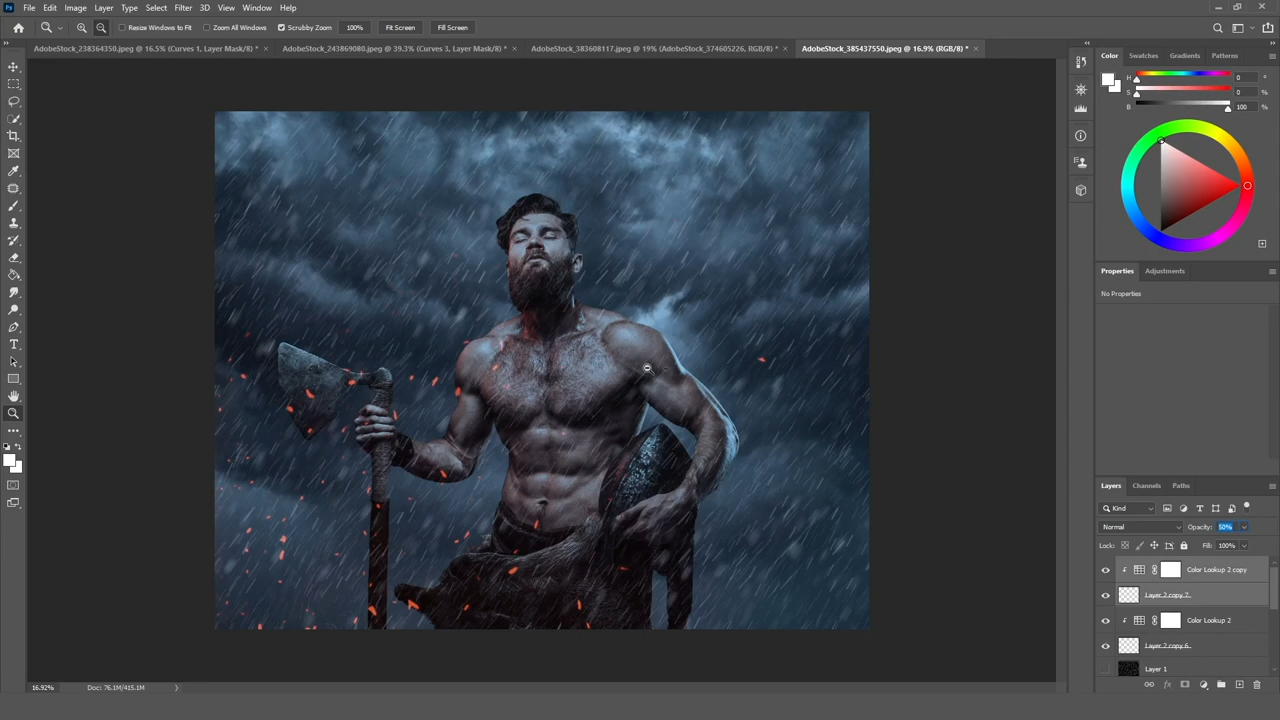 Ps File Edit Image Layer Type Select Filter 3D View Window Help
Resize Windows to Fit Zoom All Windows Scrubby Zoom 100% Fit Screen Fill Screen
AdobeStock_238364350.jpeg @ 16.5% (Curves 1, Layer Mask/8) * × AdobeStock_243869080.jpeg @ 39.3% (Curves 3, Layer Mask/8) * × AdobeStock_383608117.jpeg @ 19% (AdobeStock_374605226, RGB/8) * × AdobeStock_385437550.jpeg @ 16.9% (RGB/8) * ×
Color Swatches Gradients Patterns
H 0 °
S 0 %
B 100 %
Properties Adjustments
No Properties
Layers Channels Paths
Kind
Normal Opacity: 50%
Lock: Fill: 100%
Color Lookup 2 copy
Layer 2 copy 7
Color Lookup 2
Layer 2 copy 6
Layer 1
16.92% Doc: 76.1M/415.1M